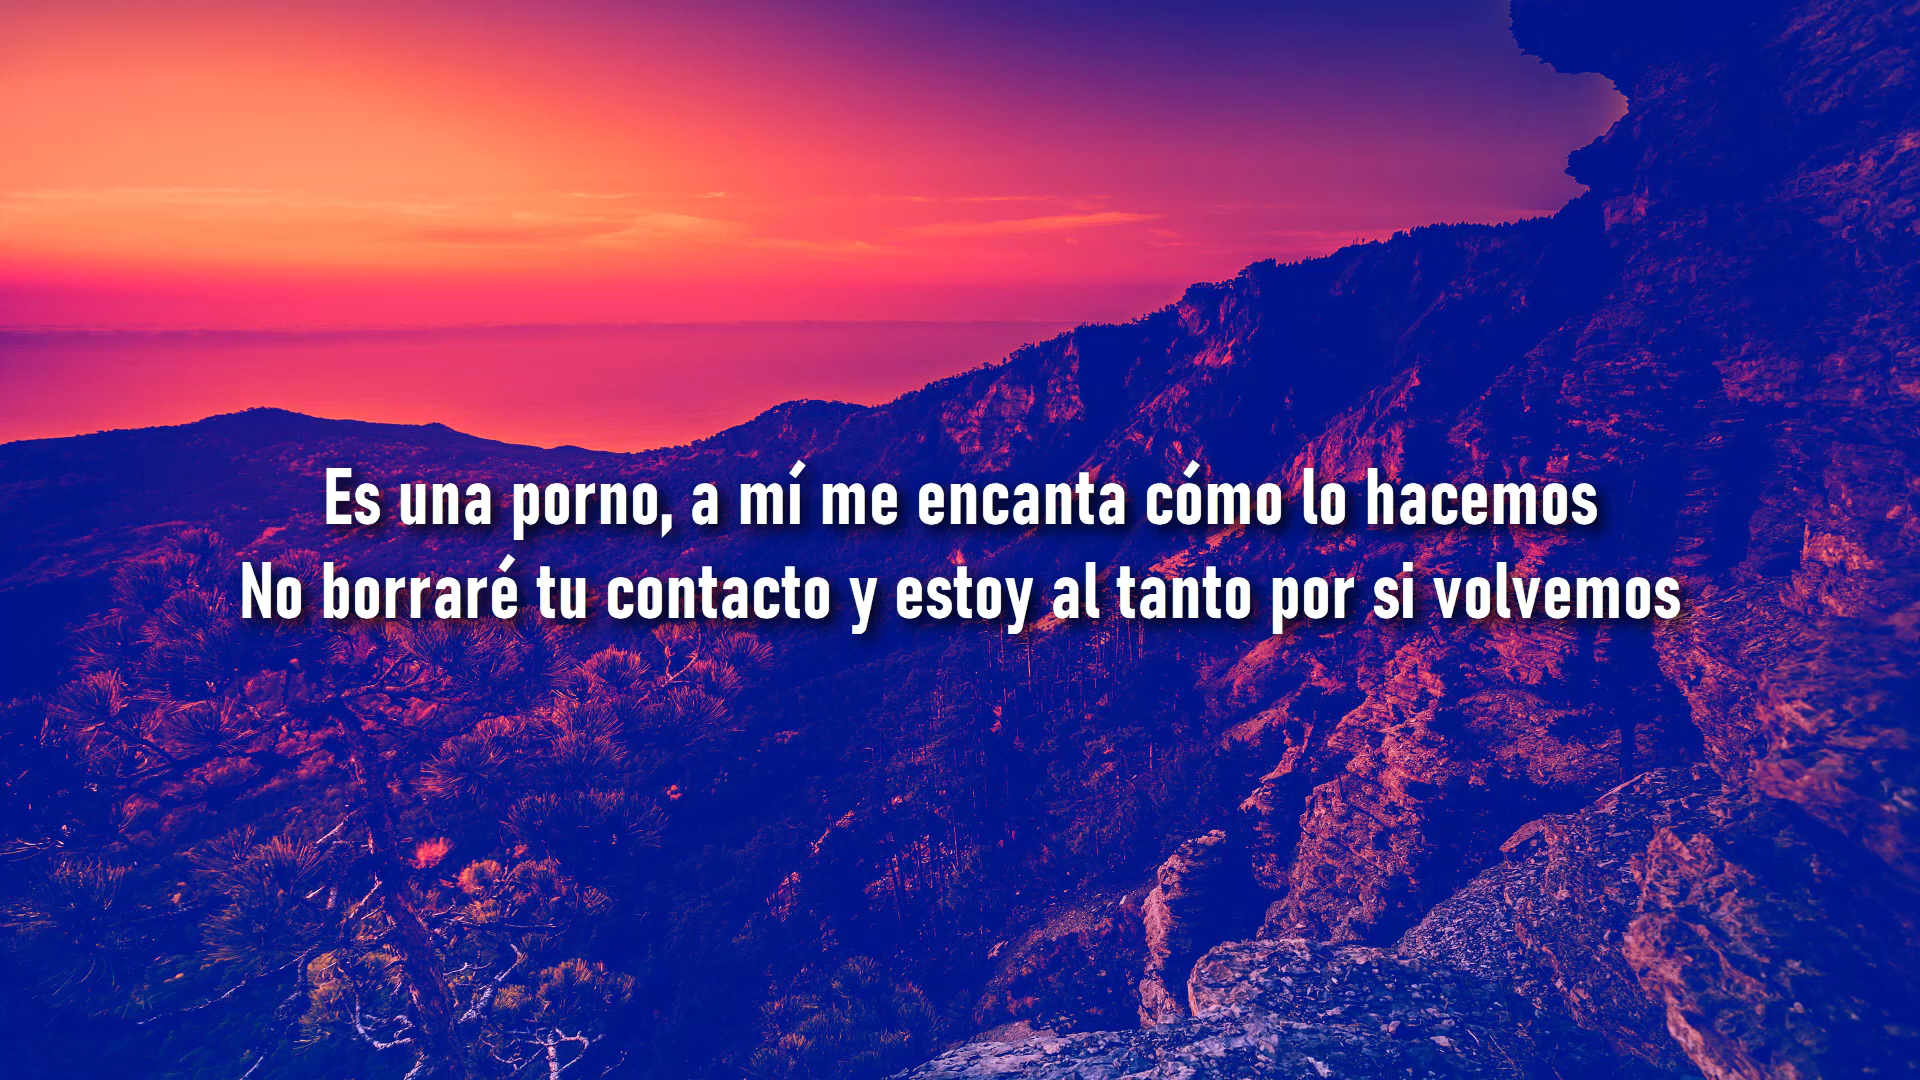 Es una porno, a mí me encanta cómo lo hacemos
No borraré tu contacto y estoy al tanto por si volvemos